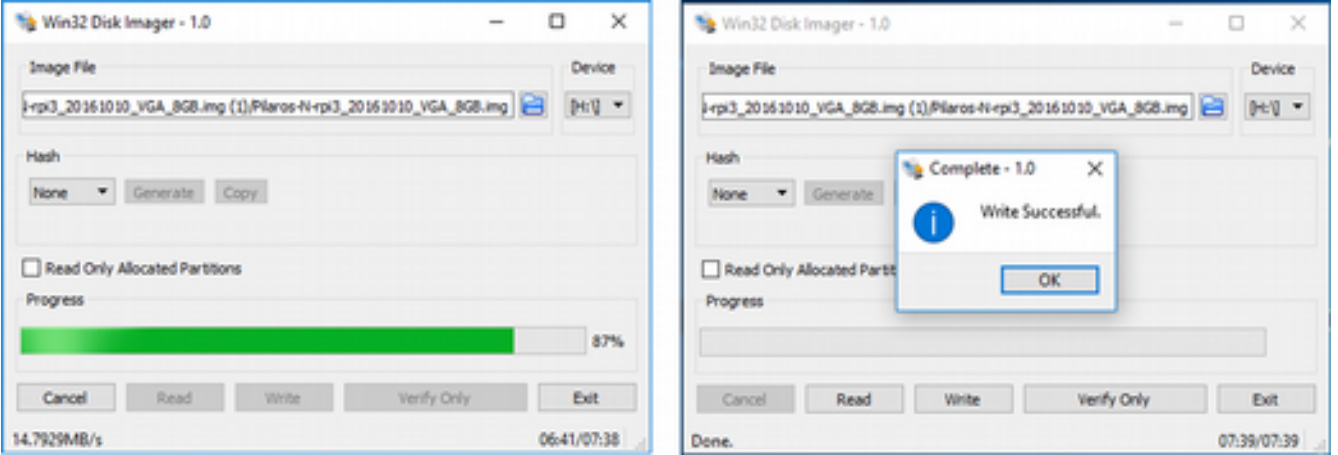 Win32 Disk Imager - 1.0
Image File
Device
i-rpi3_20161010_VGA_8GB.img (1)/Pilaros-N-rpi3_20161010_VGA_8GB.img
[H:\]
Hash
None
Generate
Copy
Read Only Allocated Partitions
Progress
87%
Cancel
Read
Write
Verify Only
Exit
14.7929MB/s
06:41/07:38
Win32 Disk Imager - 1.0
Image File
Device
i-rpi3_20161010_VGA_8GB.img (1)/Pilaros-N-rpi3_20161010_VGA_8GB.img
[H:\]
Hash
None
Generate
Complete - 1.0
Write Successful.
OK
Read Only Allocated Partit
Progress
Cancel
Read
Write
Verify Only
Exit
Done.
07:39/07:39